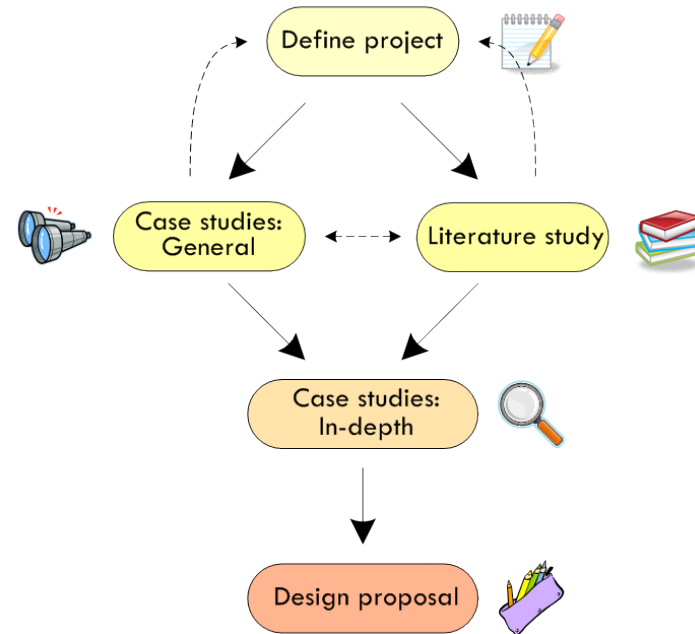 Define project
Case studies:
General
Literature study
Case studies:
In-depth
Design proposal